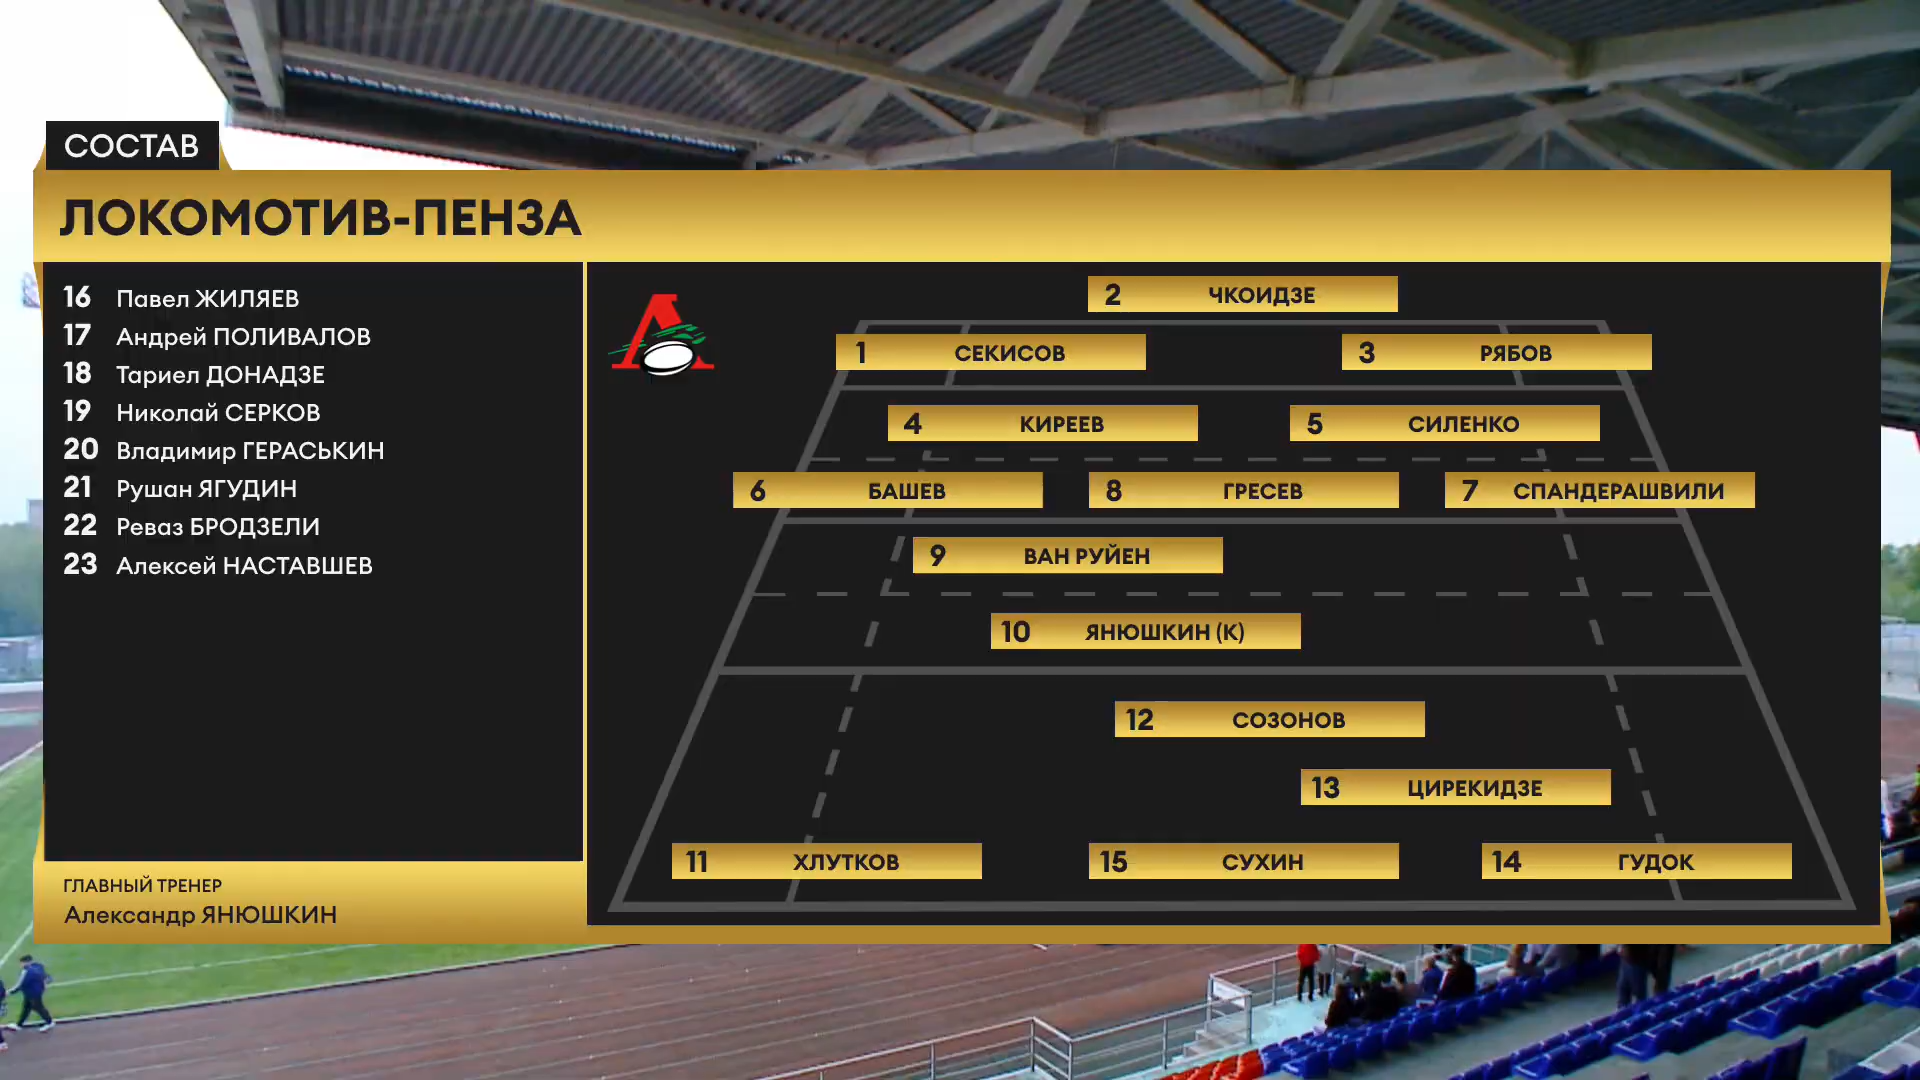 СОСТАВ
ЛОКОМОТИВ-ПЕНЗА
16 Павел ЖИЛЯЕВ
17 Андрей ПОЛИВАЛОВ
18 Тариел ДОНАДЗЕ
19 Николай СЕРКОВ
20 Владимир ГЕРАСЬКИН
21 Рушан ЯГУДИН
22 Реваз БРОДЗЕЛИ
23 Алексей НАСТАВШЕВ
ГЛАВНЫЙ ТРЕНЕР
Александр ЯНЮШКИН
2 ЧКОИДЗЕ
1 СЕКИСОВ
3 РЯБОВ
4 КИРЕЕВ
5 СИЛЕНКО
6 БАШЕВ
8 ГРЕСЕВ
7 СПАНДЕРАШВИЛИ
9 ВАН РУЙЕН
10 ЯНЮШКИН (К)
12 СОЗОНОВ
13 ЦИРЕКИДЗЕ
11 ХЛУТКОВ
15 СУХИН
14 ГУДОК